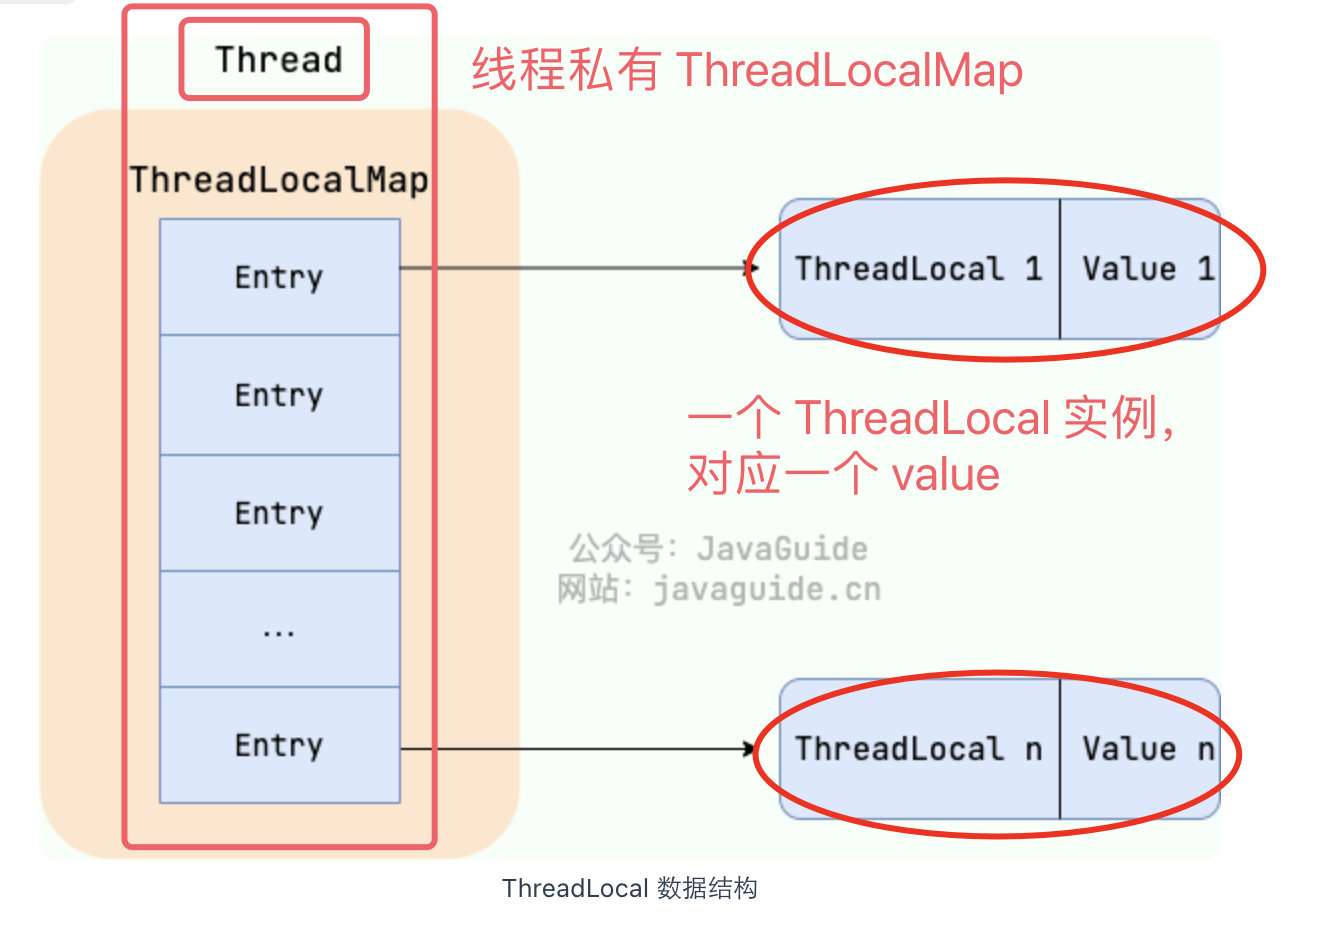 Thread
线程私有 ThreadLocalMap
ThreadLocalMap
Entry
ThreadLocal 1
Value 1
Entry
一个 ThreadLocal 实例，
对应一个 value
Entry
公众号：JavaGuide
网站：javaguide.cn
...
Entry
ThreadLocal n
Value n
ThreadLocal 数据结构